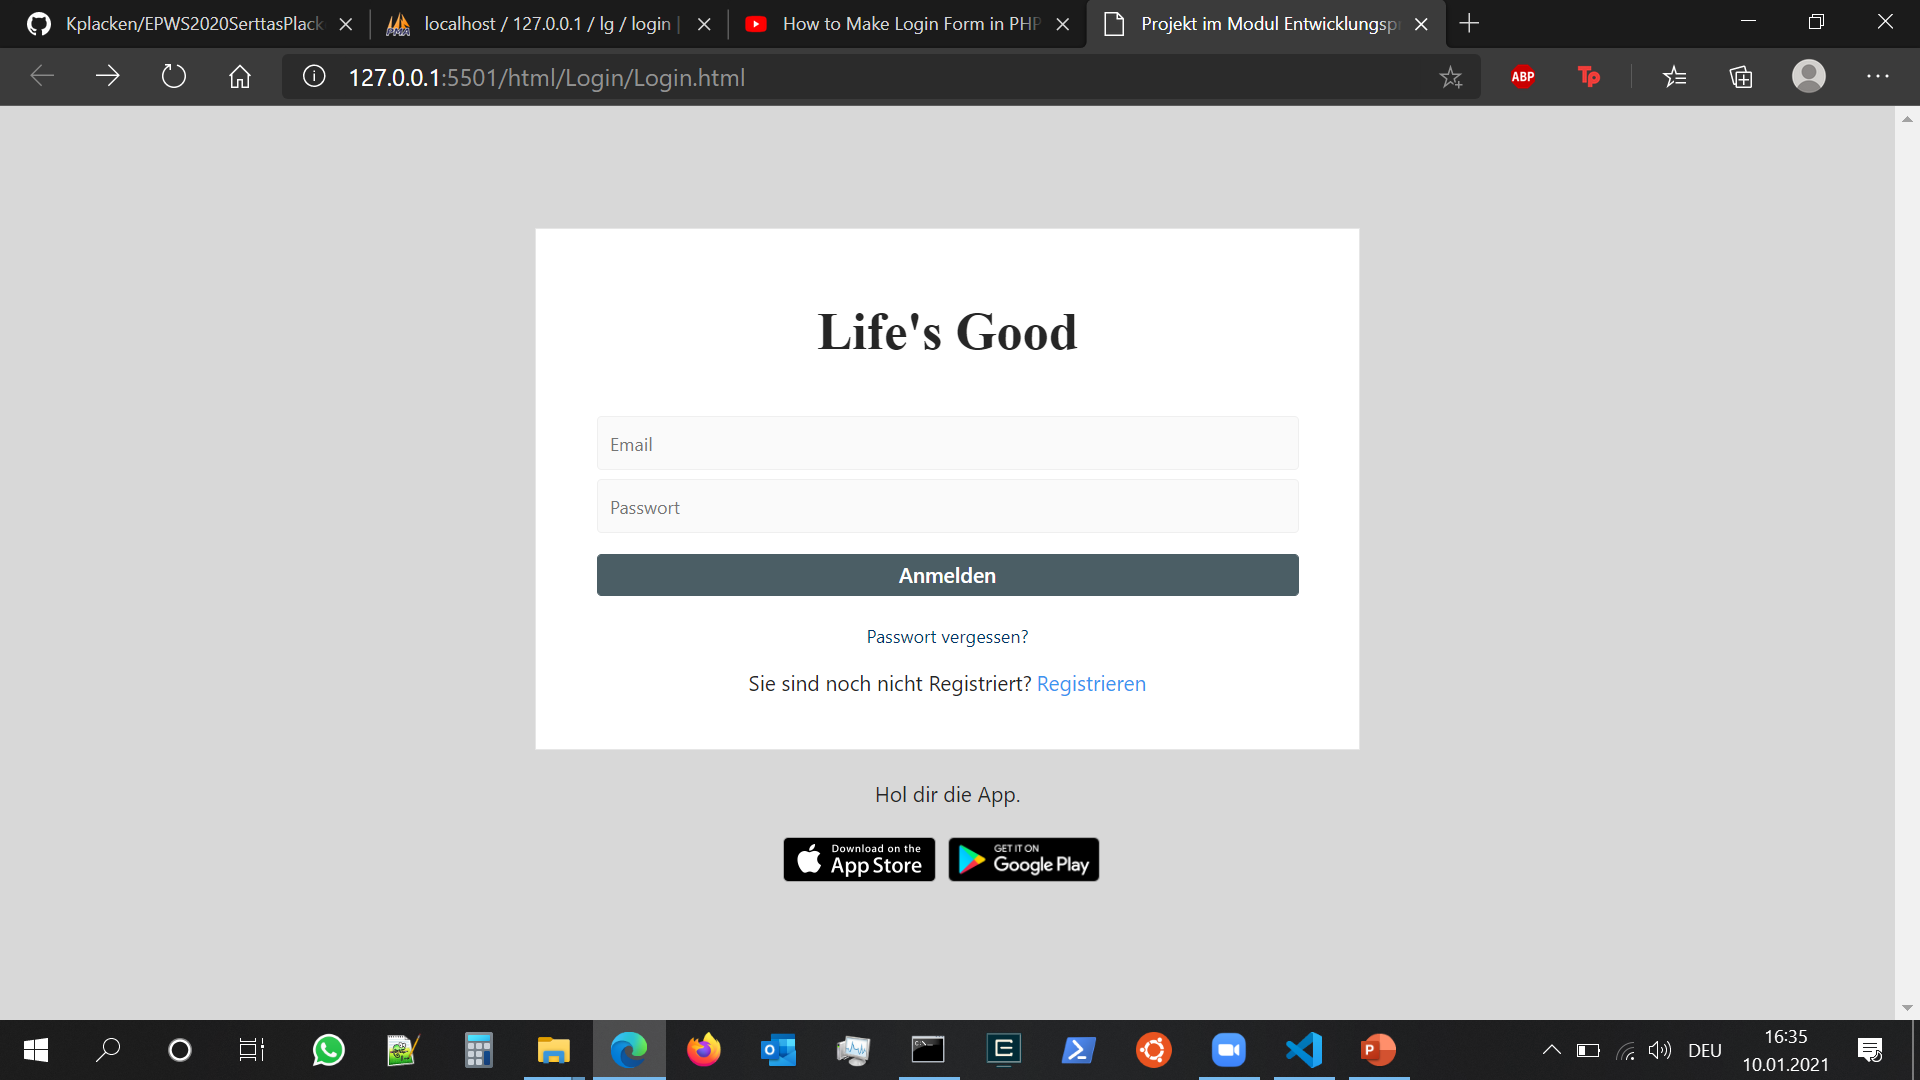 Kplacken/EPWS2020SerttasPlack
localhost / 127.0.0.1 / lg / login |
How to Make Login Form in PHP
Projekt im Modul Entwicklungspr
127.0.0.1:5501/html/Login/Login.html
ABP
Tp
Life's Good
Email
Passwort
Anmelden
Passwort vergessen?
Sie sind noch nicht Registriert? Registrieren
Hol dir die App.
Download on the
App Store
GET IT ON
Google Play
DEU
16:35
10.01.2021